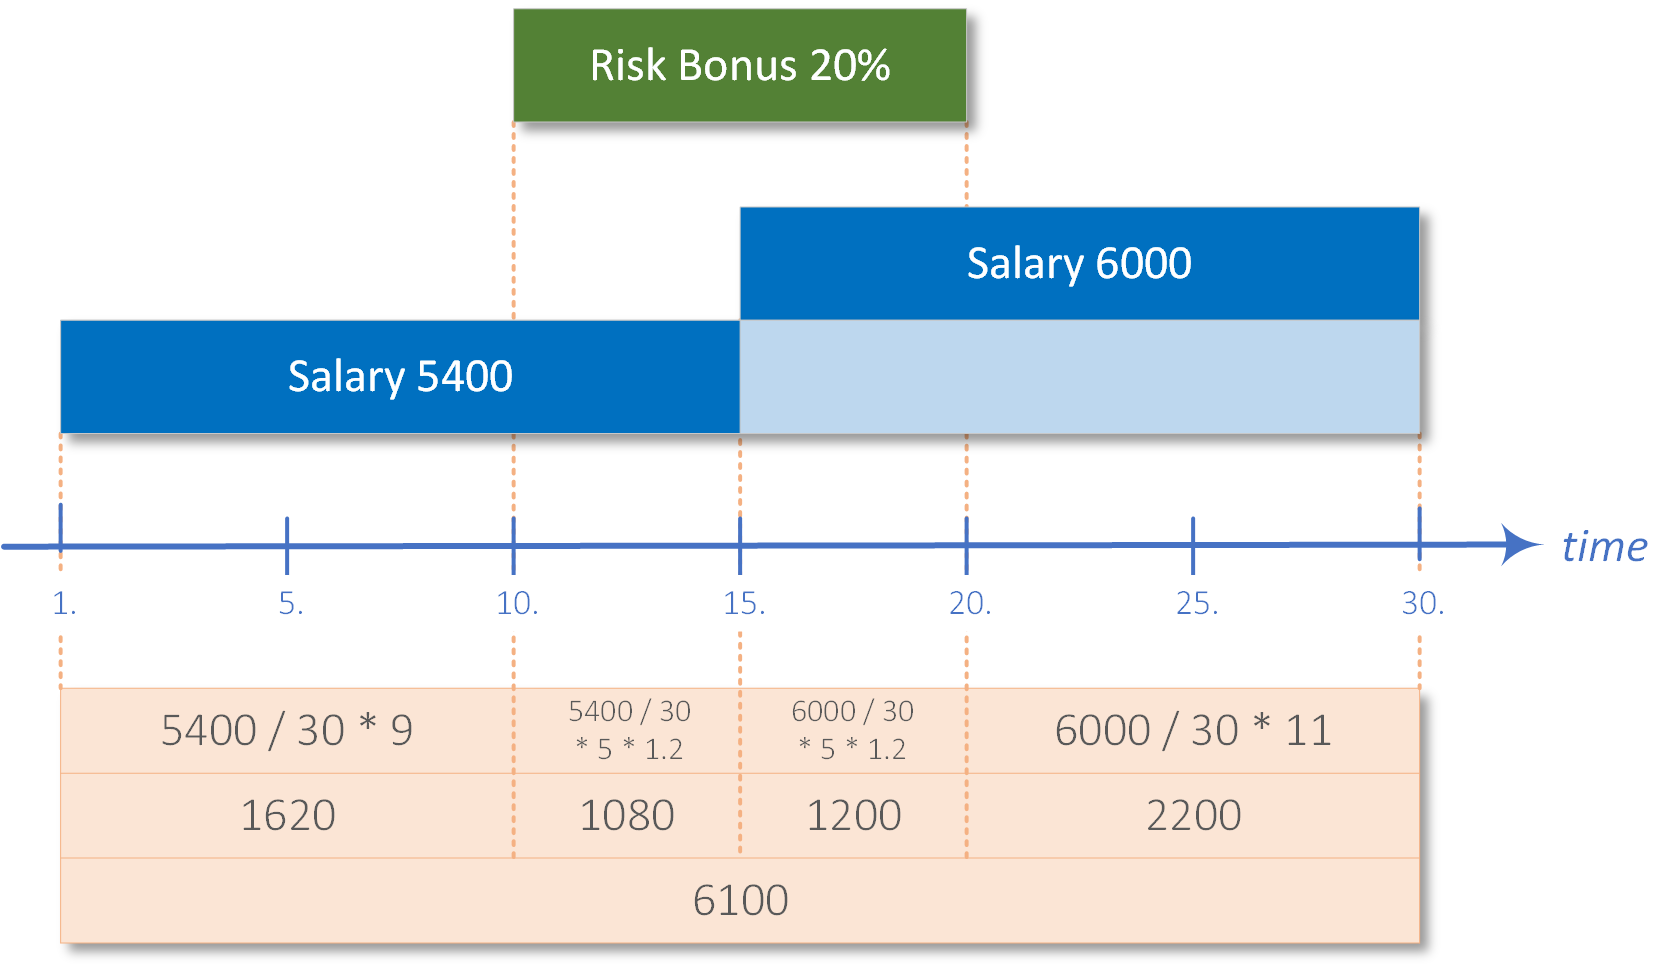 Risk Bonus 20%
Salary 6000
Salary 5400
time
1.
5.
10.
15.
20.
25.
30.
5400 / 30 * 9
5400 / 30
* 5 * 1.2
6000 / 30
* 5 * 1.2
6000 / 30 * 11
1620
1080
1200
2200
6100